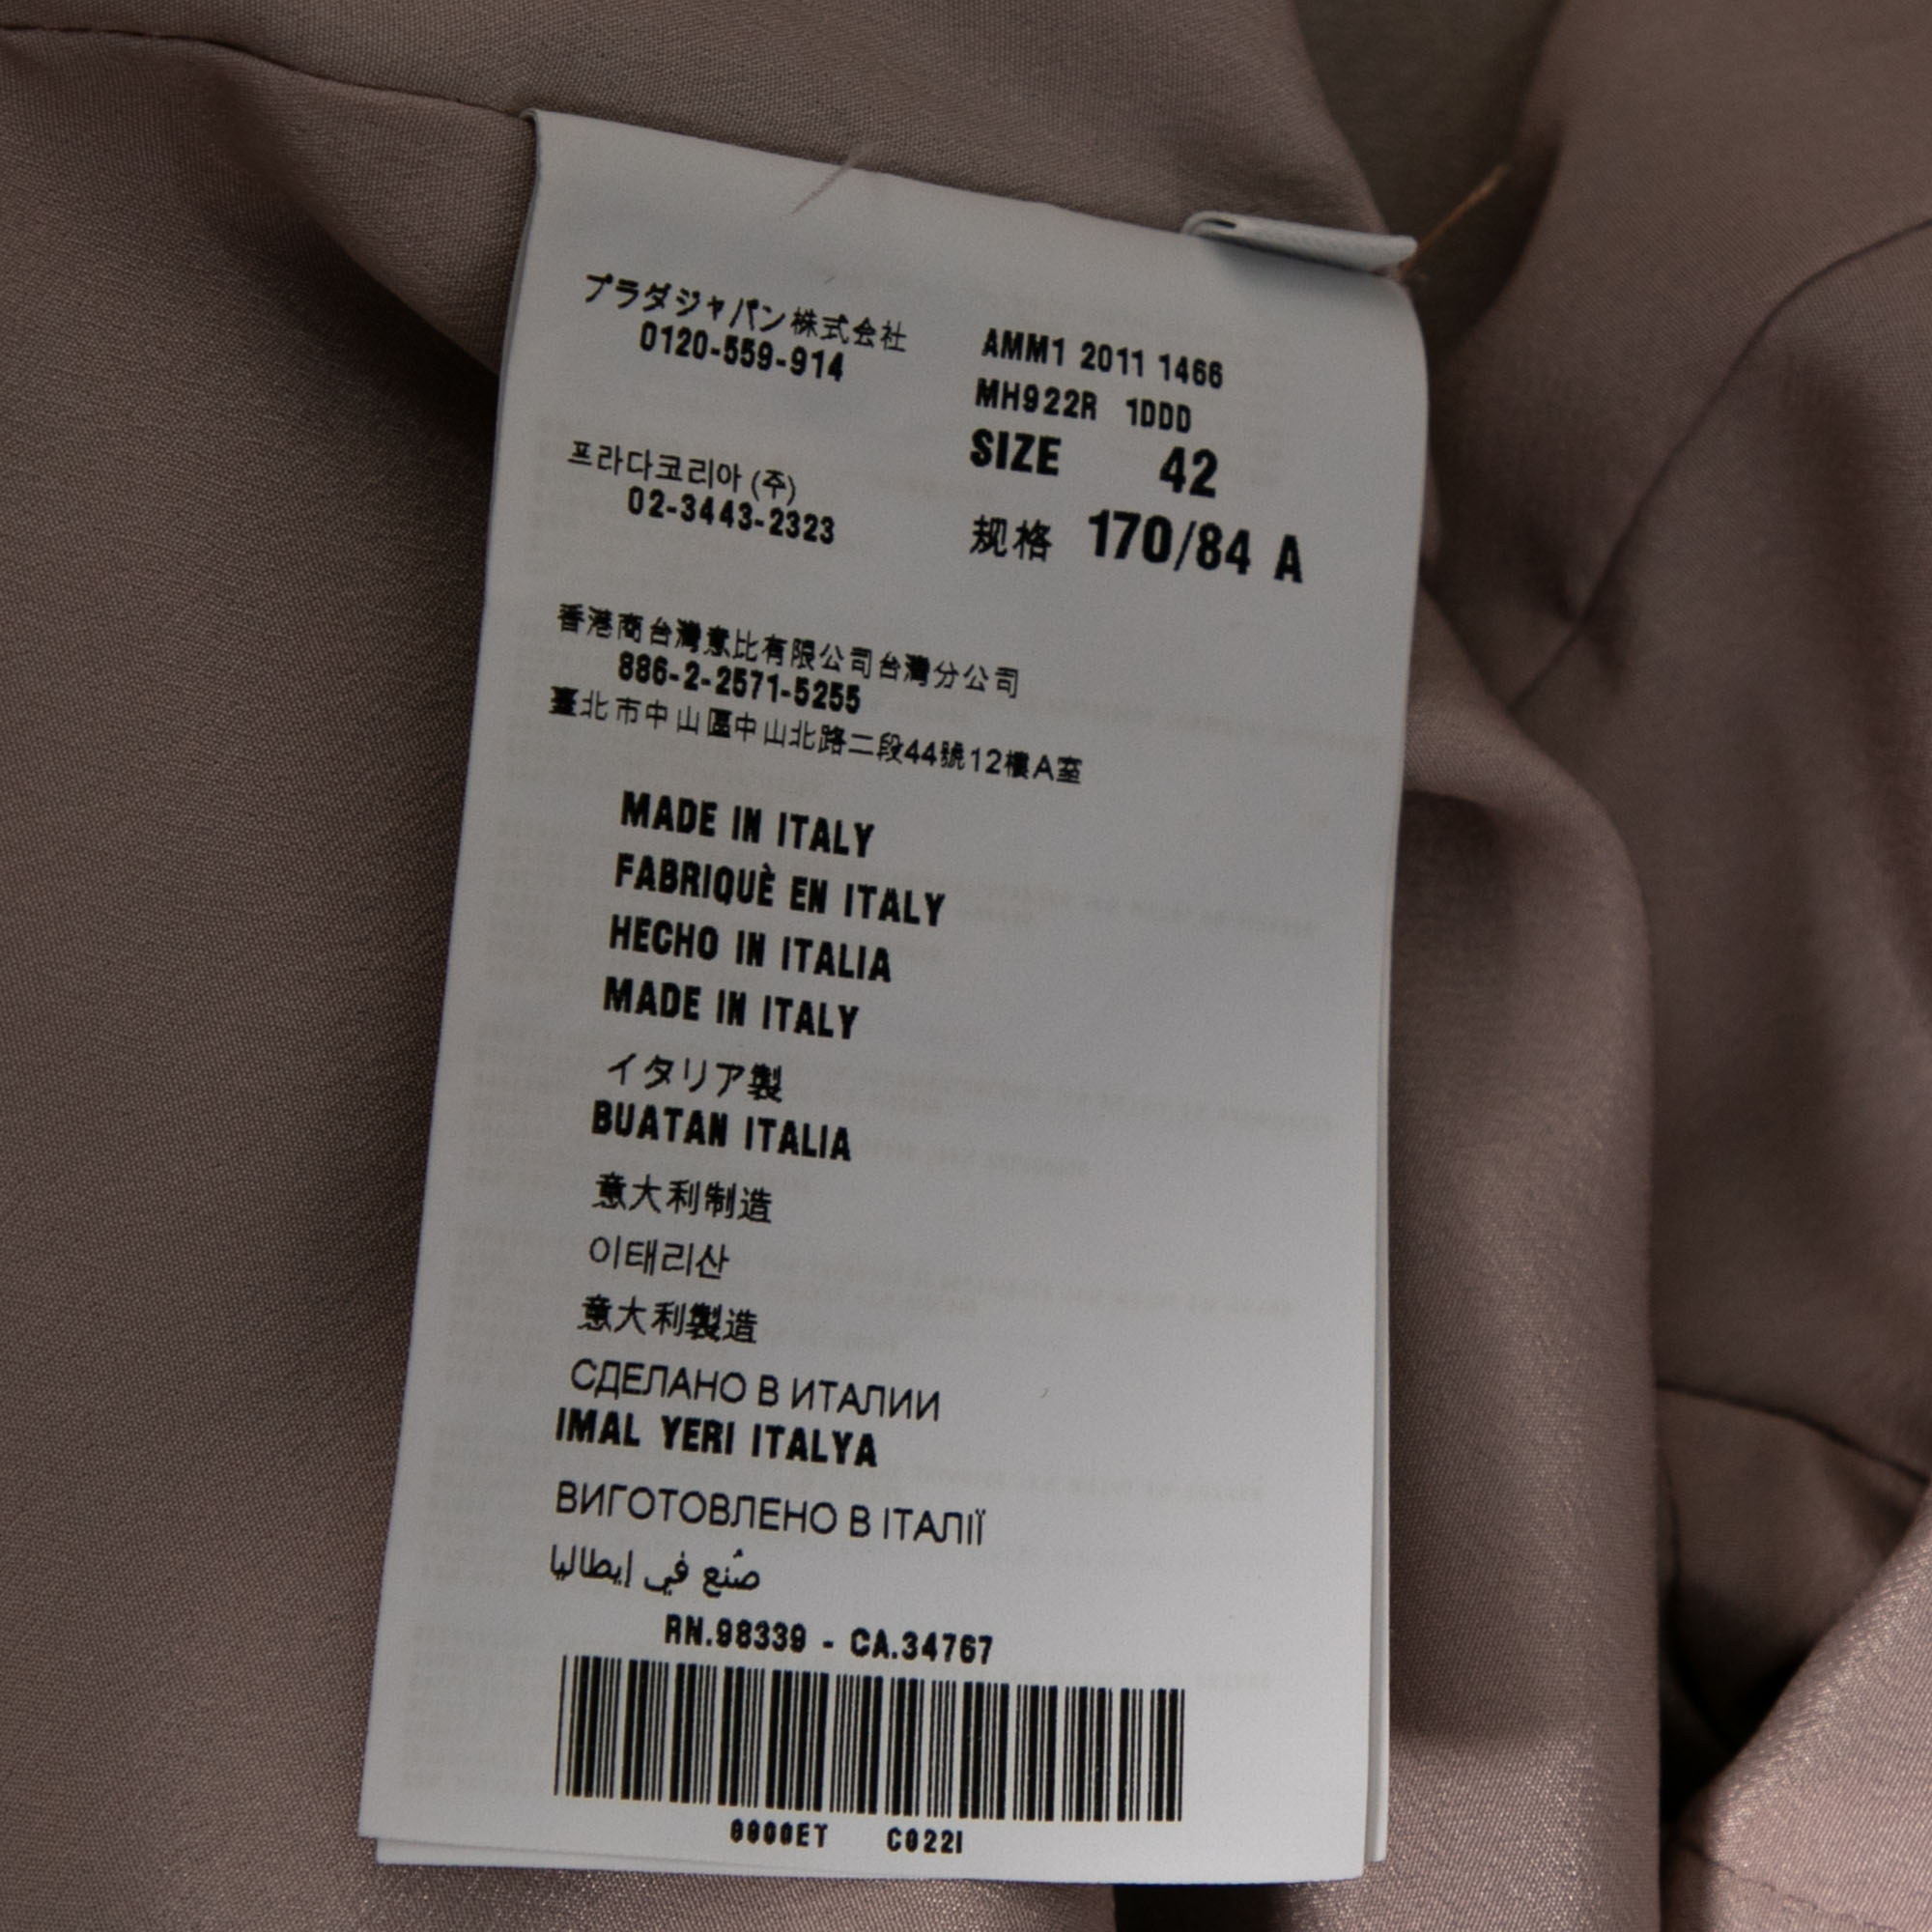 プラダジャパン株式会社
0120-559-914
AMM1 2011 1466
MH922R 1DDD
SIZE 42
规格 170/84 A
프라다코리아 (주)
02-3443-2323
香港商台灣意比有限公司台灣分公司
886-2-2571-5255
臺北市中山區中山北路二段44號12樓A室
MADE IN ITALY
FABRIQUÈ EN ITALY
HECHO IN ITALIA
MADE IN ITALY
イタリア製
BUATAN ITALIA
意大利制造
이태리산
意大利製造
СДЕЛАНО В ИТАЛИИ
IMAL YERI ITALYA
ВИГОТОВЛЕНО В ІТАЛІЇ
صُنع في إيطاليا
RN.98339 - CA.34767
0000ET C022I